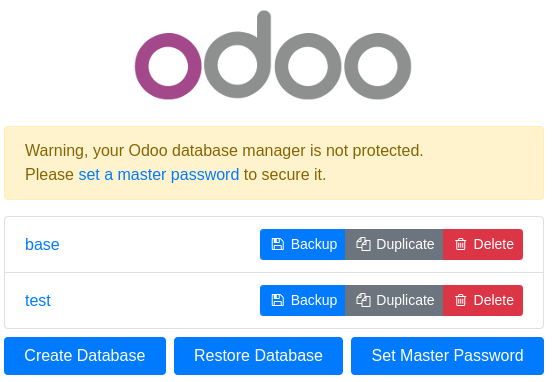 odoo
Warning, your Odoo database manager is not protected.
Please set a master password to secure it.
base Backup Duplicate Delete
test Backup Duplicate Delete
Create Database Restore Database Set Master Password